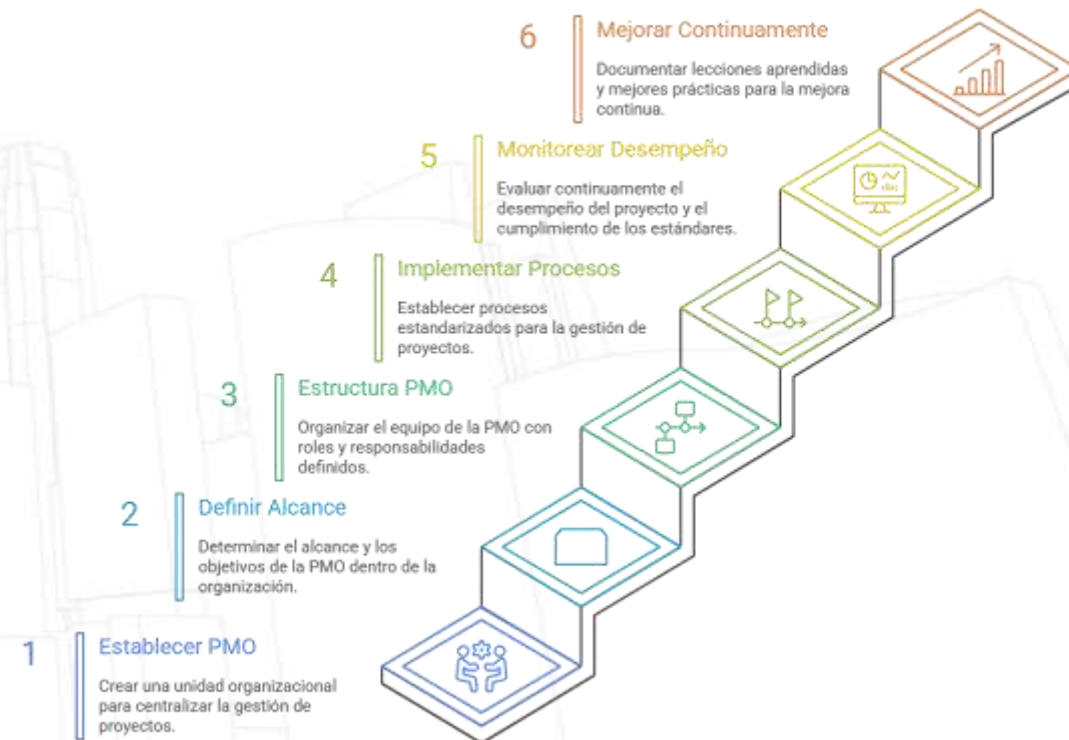 6
Mejorar Continuamente
Documentar lecciones aprendidas
y mejores prácticas para la mejora
continua.
5
Monitorear Desempeño
Evaluar continuamente el
desempeño del proyecto y el
cumplimiento de los estándares.
4
Implementar Procesos
Establecer procesos
estandarizados para la gestión de
proyectos.
3
Estructura PMO
Organizar el equipo de la PMO con
roles y responsabilidades
definidos.
2
Definir Alcance
Determinar el alcance y los
objetivos de la PMO dentro de la
organización.
1
Establecer PMO
Crear una unidad organizacional
para centralizar la gestión de
proyectos.